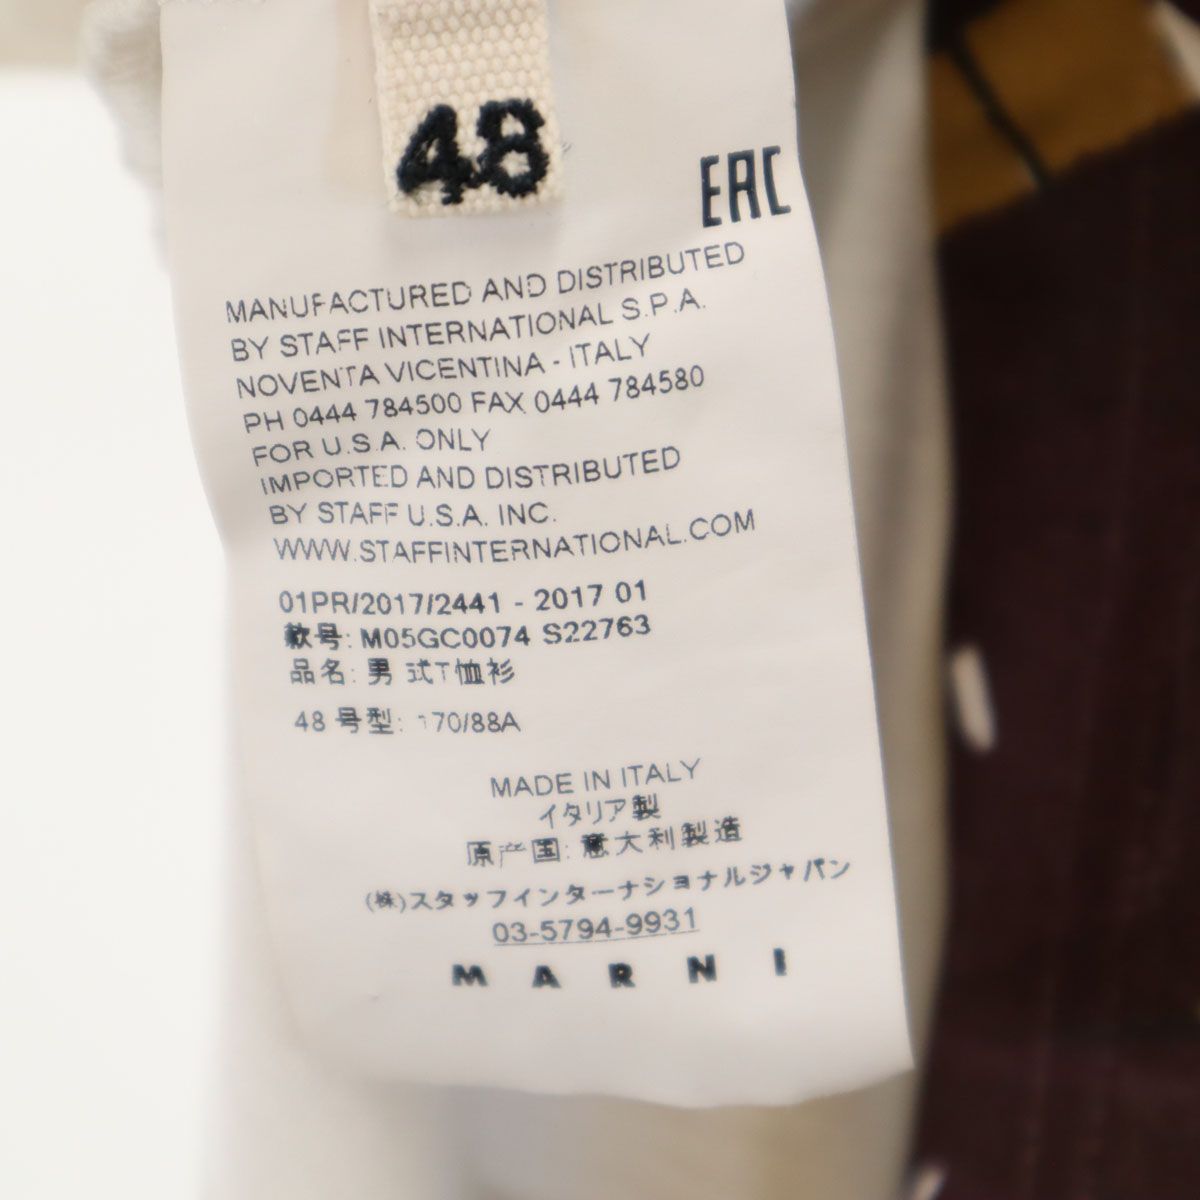 48
EAC
MANUFACTURED AND DISTRIBUTED
BY STAFF INTERNATIONAL S.P.A.
NOVENTA VICENTINA - ITALY
PH 0444 784500 FAX 0444 784580
FOR U.S.A. ONLY
IMPORTED AND DISTRIBUTED
BY STAFF U.S.A. INC.
WWW.STAFFINTERNATIONAL.COM
01PR/2017/2441 - 2017 01
款号: M05GC0074 S22763
品名: 男式T恤衫
48 号型: 170/88A
MADE IN ITALY
イタリア製
原产国: 意大利製造
(株)スタッフインターナショナルジャパン
03-5794-9931
MARNI